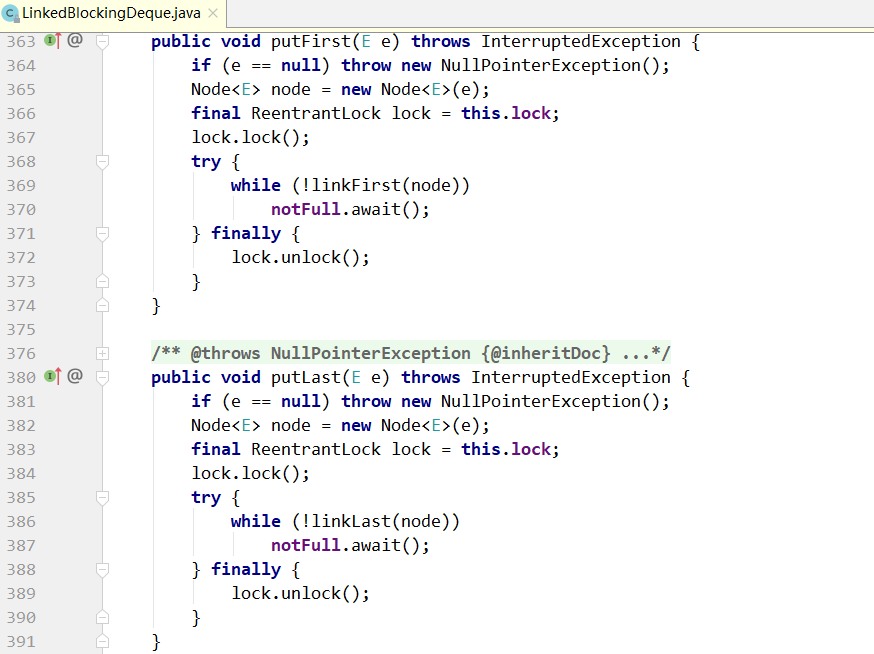 LinkedBlockingDeque.java
363 @ public void putFirst(E e) throws InterruptedException {
364 if (e == null) throw new NullPointerException();
365 Node<E> node = new Node<E>(e);
366 final ReentrantLock lock = this.lock;
367 lock.lock();
368 try {
369 while (!linkFirst(node))
370 notFull.await();
371 } finally {
372 lock.unlock();
373 }
374 }
375
376 /** @throws NullPointerException {@inheritDoc} ...*/
380 @ public void putLast(E e) throws InterruptedException {
381 if (e == null) throw new NullPointerException();
382 Node<E> node = new Node<E>(e);
383 final ReentrantLock lock = this.lock;
384 lock.lock();
385 try {
386 while (!linkLast(node))
387 notFull.await();
388 } finally {
389 lock.unlock();
390 }
391 }